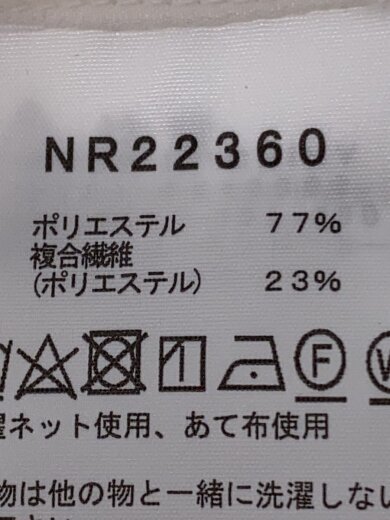 NR22360
ポリエステル 77%
複合繊維
(ポリエステル) 23%
F W
ネット使用、あて布使用
物は他の物と一緒に洗濯しない